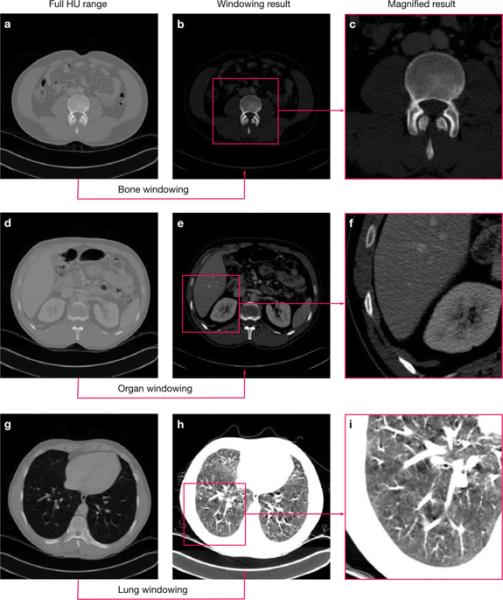 Full HU range
Windowing result
Magnified result
a
b
c
Bone windowing
d
e
f
Organ windowing
g
h
i
Lung windowing